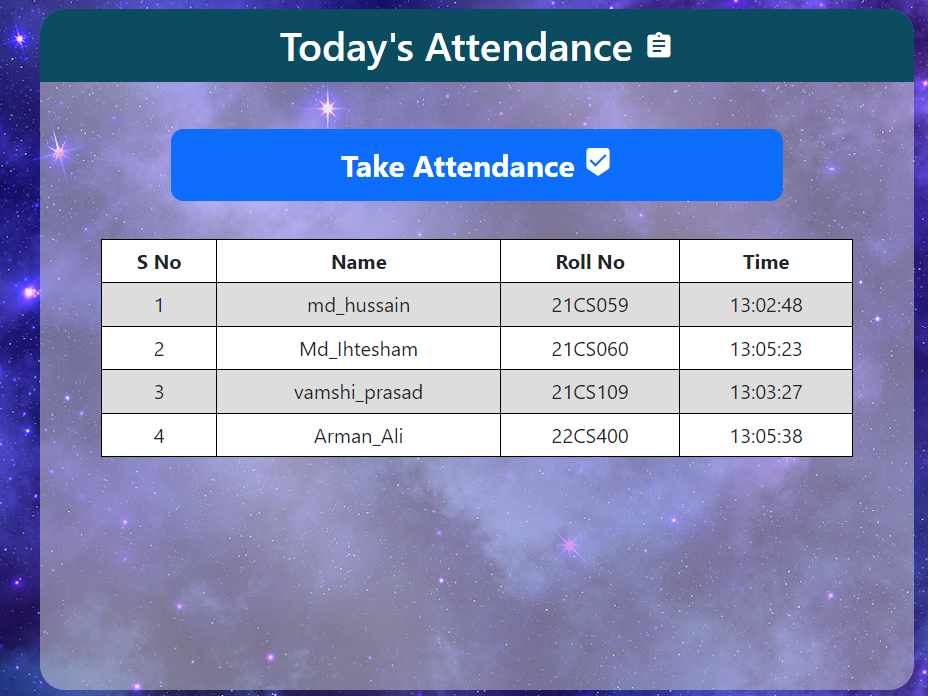 Today's Attendance
Take Attendance
S No Name Roll No Time
1 md_hussain 21CS059 13:02:48
2 Md_Ihtesham 21CS060 13:05:23
3 vamshi_prasad 21CS109 13:03:27
4 Arman_Ali 22CS400 13:05:38